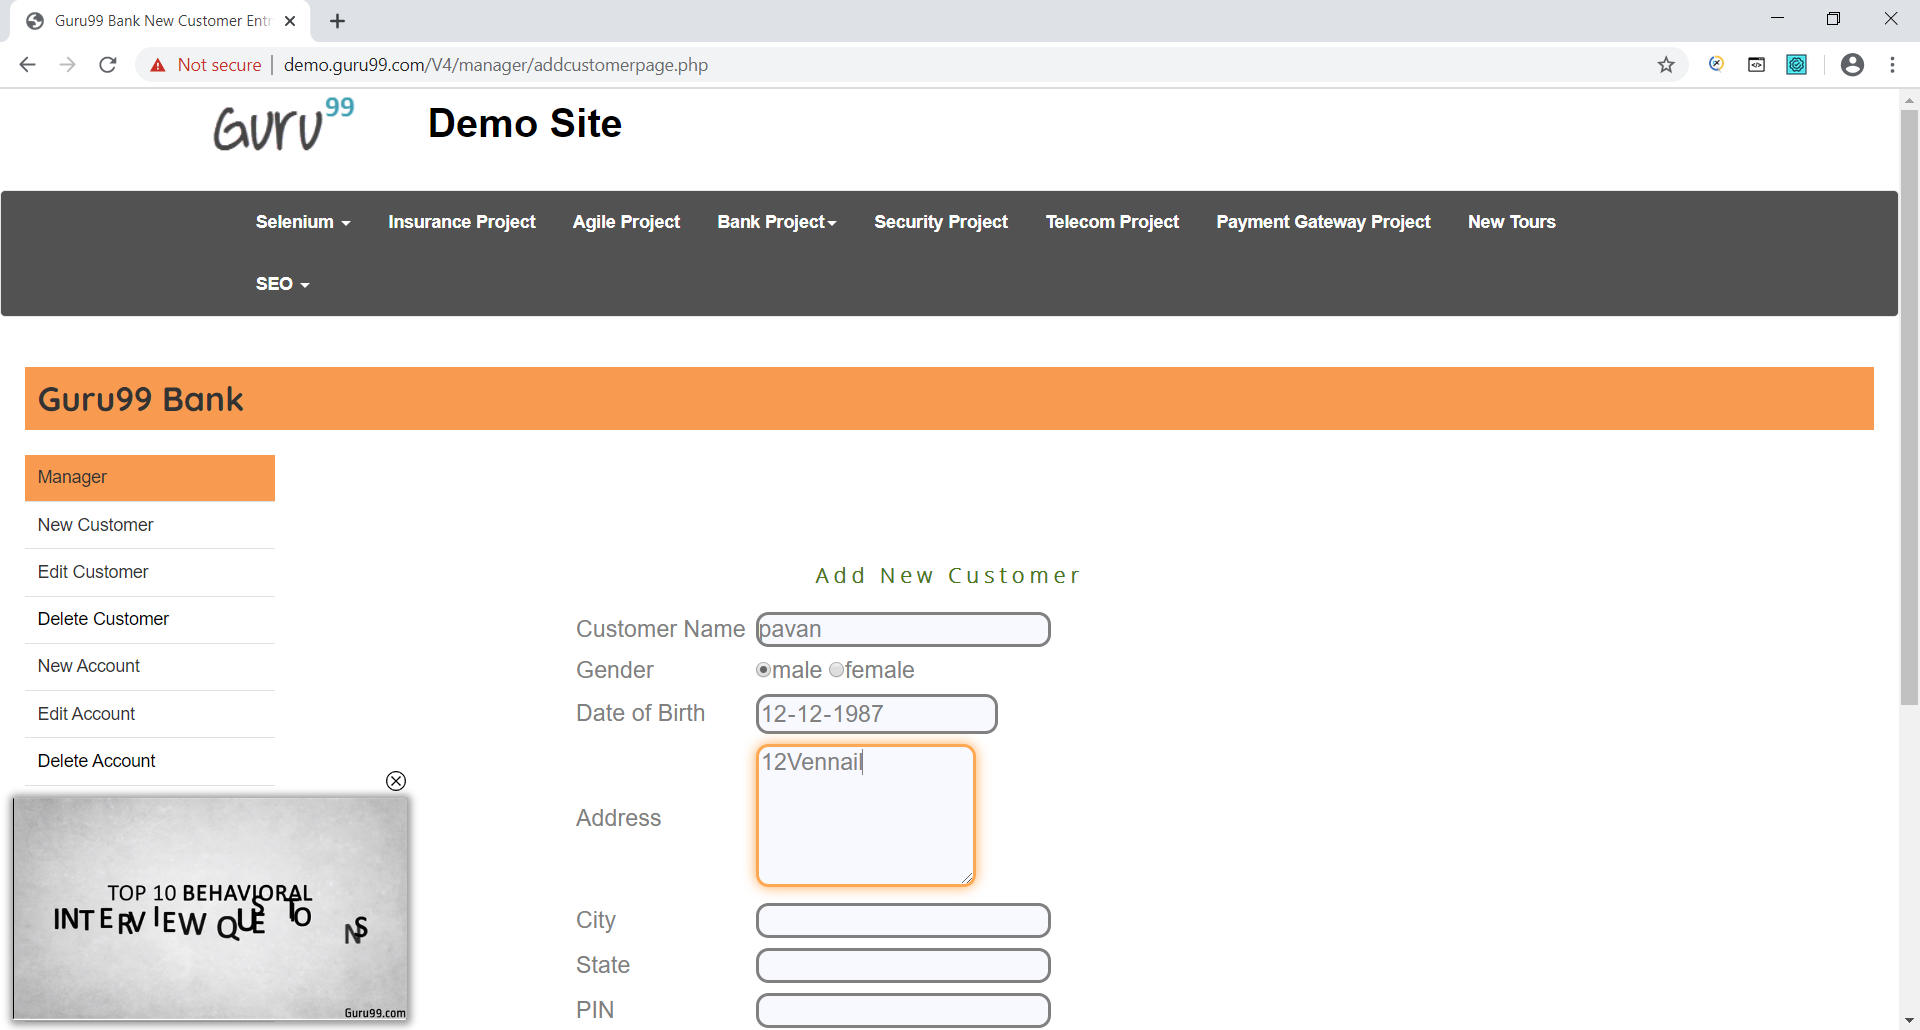 Guru99 Bank New Customer Entr
Not secure
demo.guru99.com/V4/manager/addcustomerpage.php
Guru99
Demo Site
Selenium Insurance Project Agile Project Bank Project Security Project Telecom Project Payment Gateway Project New Tours
SEO
Guru99 Bank
Manager
New Customer
Edit Customer
Delete Customer
New Account
Edit Account
Delete Account
Add New Customer
Customer Name pavan
Gender male female
Date of Birth 12-12-1987
Address 12Vennail
City
State
PIN
TOP 10 BEHAVIORAL
INTERVIEW QUESTONS
Guru99.com